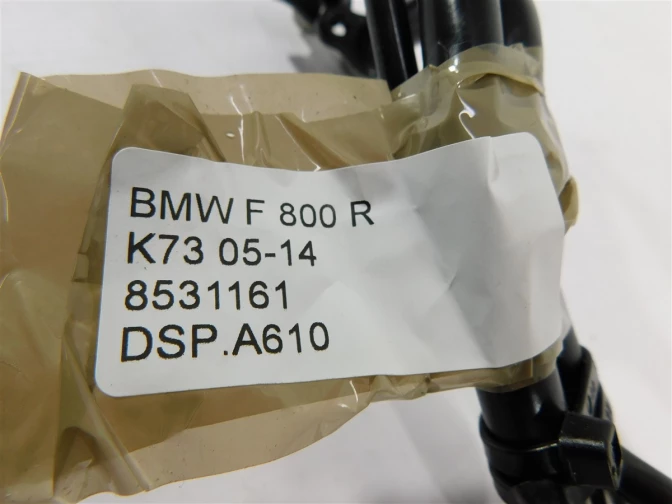 BMW F 800 R
K73 05-14
8531161
DSP.A610